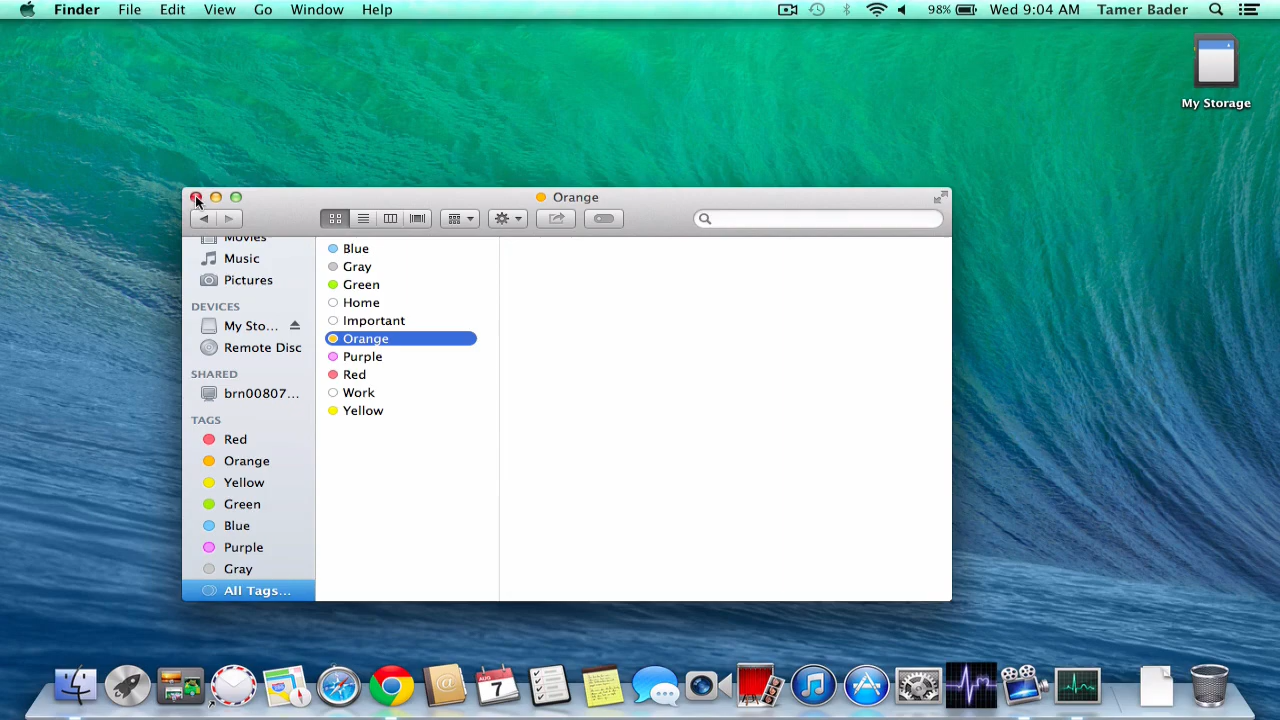 Finder File Edit View Go Window Help 98% Wed 9:04 AM Tamer Bader
My Storage
Orange
Movies
Music
Pictures
DEVICES
My Sto...
Remote Disc
SHARED
brn00807...
TAGS
Red
Orange
Yellow
Green
Blue
Purple
Gray
All Tags...
Blue
Gray
Green
Home
Important
Orange
Purple
Red
Work
Yellow
AUG
7